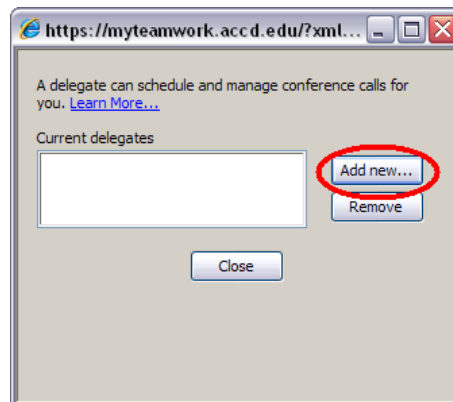 https://myteamwork.accd.edu/?xml...
A delegate can schedule and manage conference calls for
you. Learn More...
Current delegates
Add new...
Remove
Close